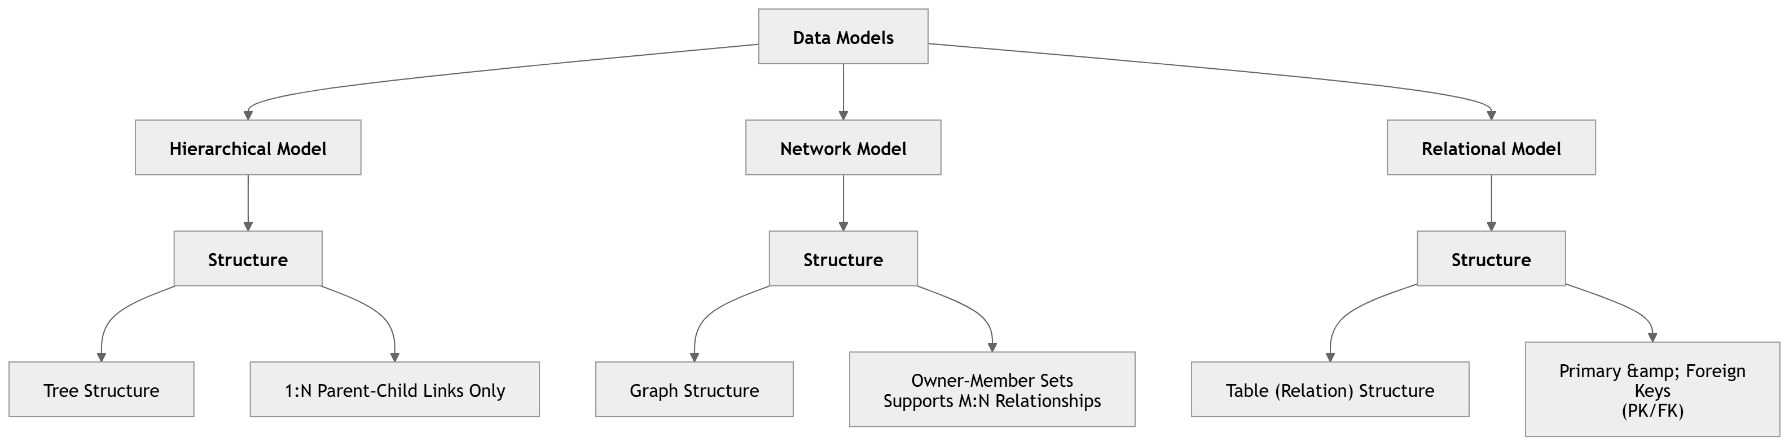 Data Models
Hierarchical Model
Network Model
Relational Model
Structure
Structure
Structure
Tree Structure
1:N Parent-Child Links Only
Graph Structure
Owner-Member Sets
Supports M:N Relationships
Table (Relation) Structure
Primary &amp; Foreign
Keys
(PK/FK)